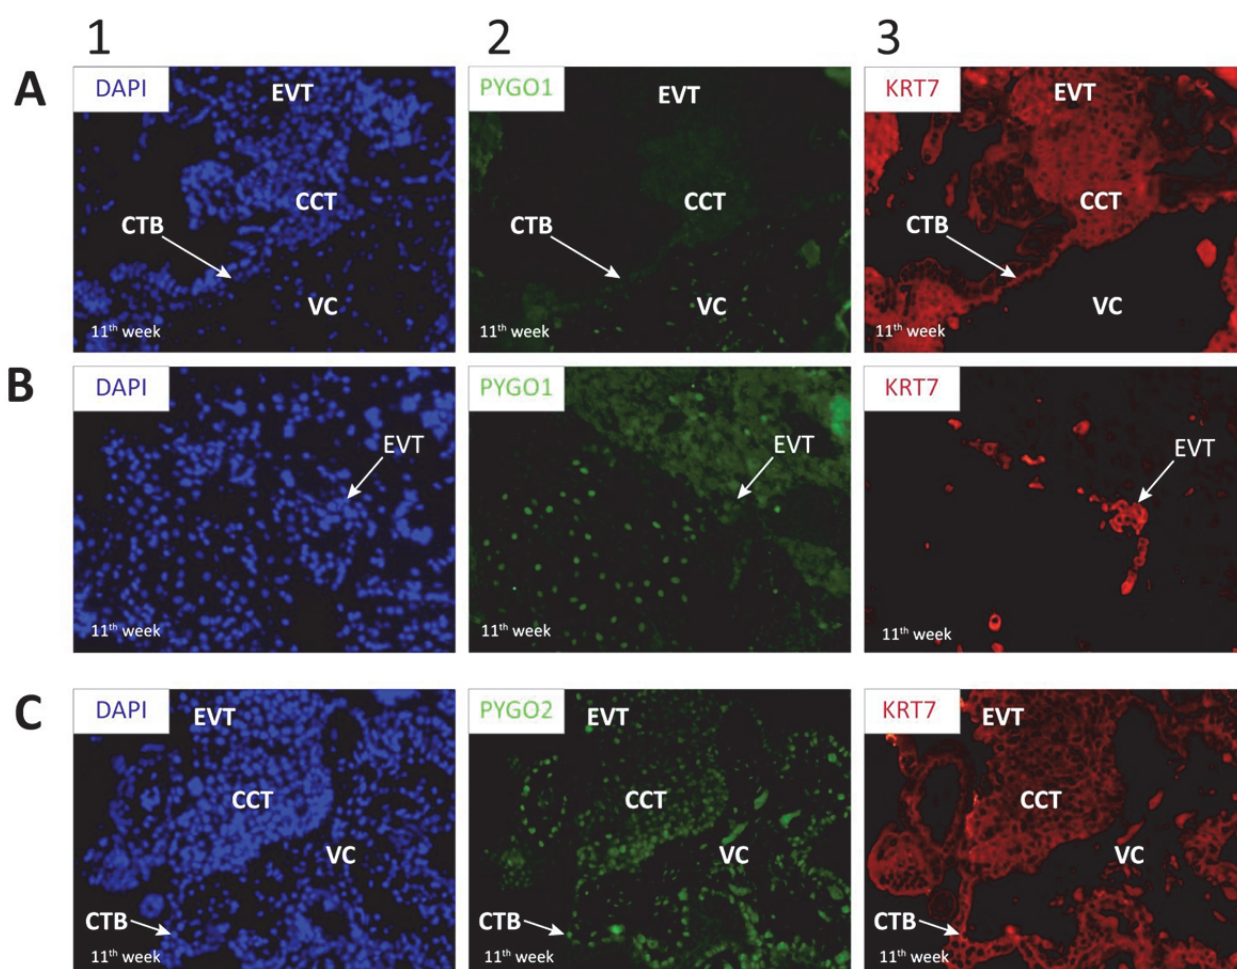 1
2
3
A
DAPI
EVT
CCT
CTB
VC
11th week
PYGO1
EVT
CCT
CTB
VC
11th week
KRT7
EVT
CCT
CTB
VC
11th week
B
DAPI
EVT
11th week
PYGO1
EVT
11th week
KRT7
EVT
11th week
C
DAPI
EVT
CCT
VC
CTB
11th week
PYGO2
EVT
CCT
VC
CTB
11th week
KRT7
EVT
CCT
VC
CTB
11th week